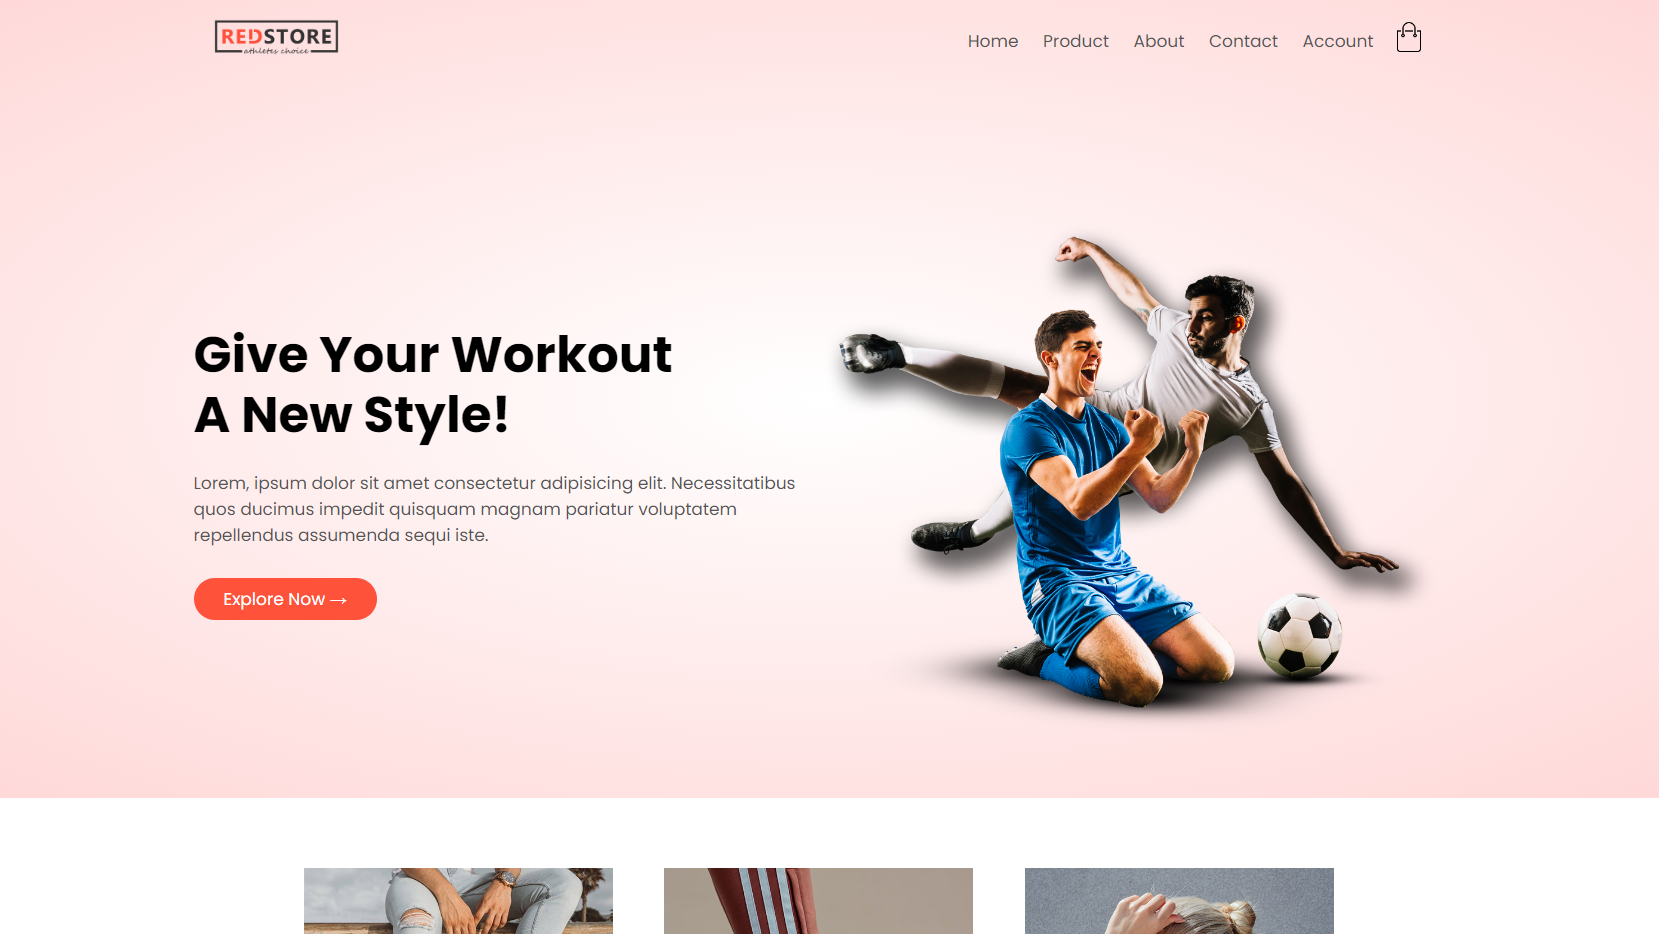 REDSTORE
athletes choice
Home Product About Contact Account
Give Your Workout
A New Style!
Lorem, ipsum dolor sit amet consectetur adipisicing elit. Necessitatibus
quos ducimus impedit quisquam magnam pariatur voluptatem
repellendus assumenda sequi iste.
Explore Now →